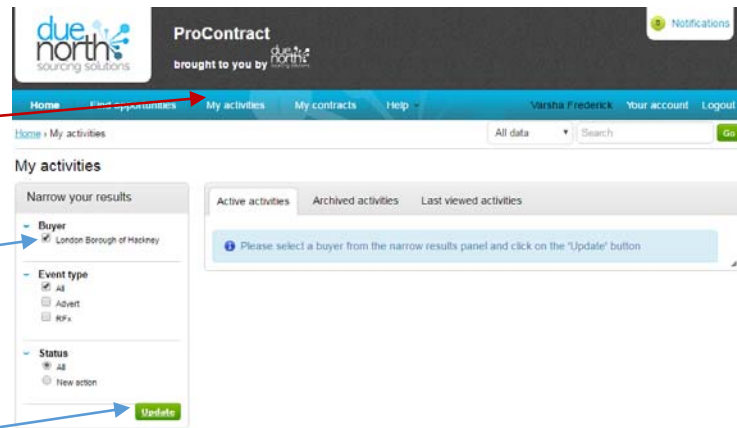 due north
sourcing solutions
ProContract
brought to you by due north
Notifications
Home Find opportunities My activities My contracts Help Varsha Frederick Your account Logout
Home › My activities All data Search Go
My activities
Narrow your results
Active activities Archived activities Last viewed activities
Buyer
London Borough of Hackney
Please select a buyer from the narrow results panel and click on the 'Update' button
Event type
All
Advert
RFx
Status
All
New action
Update